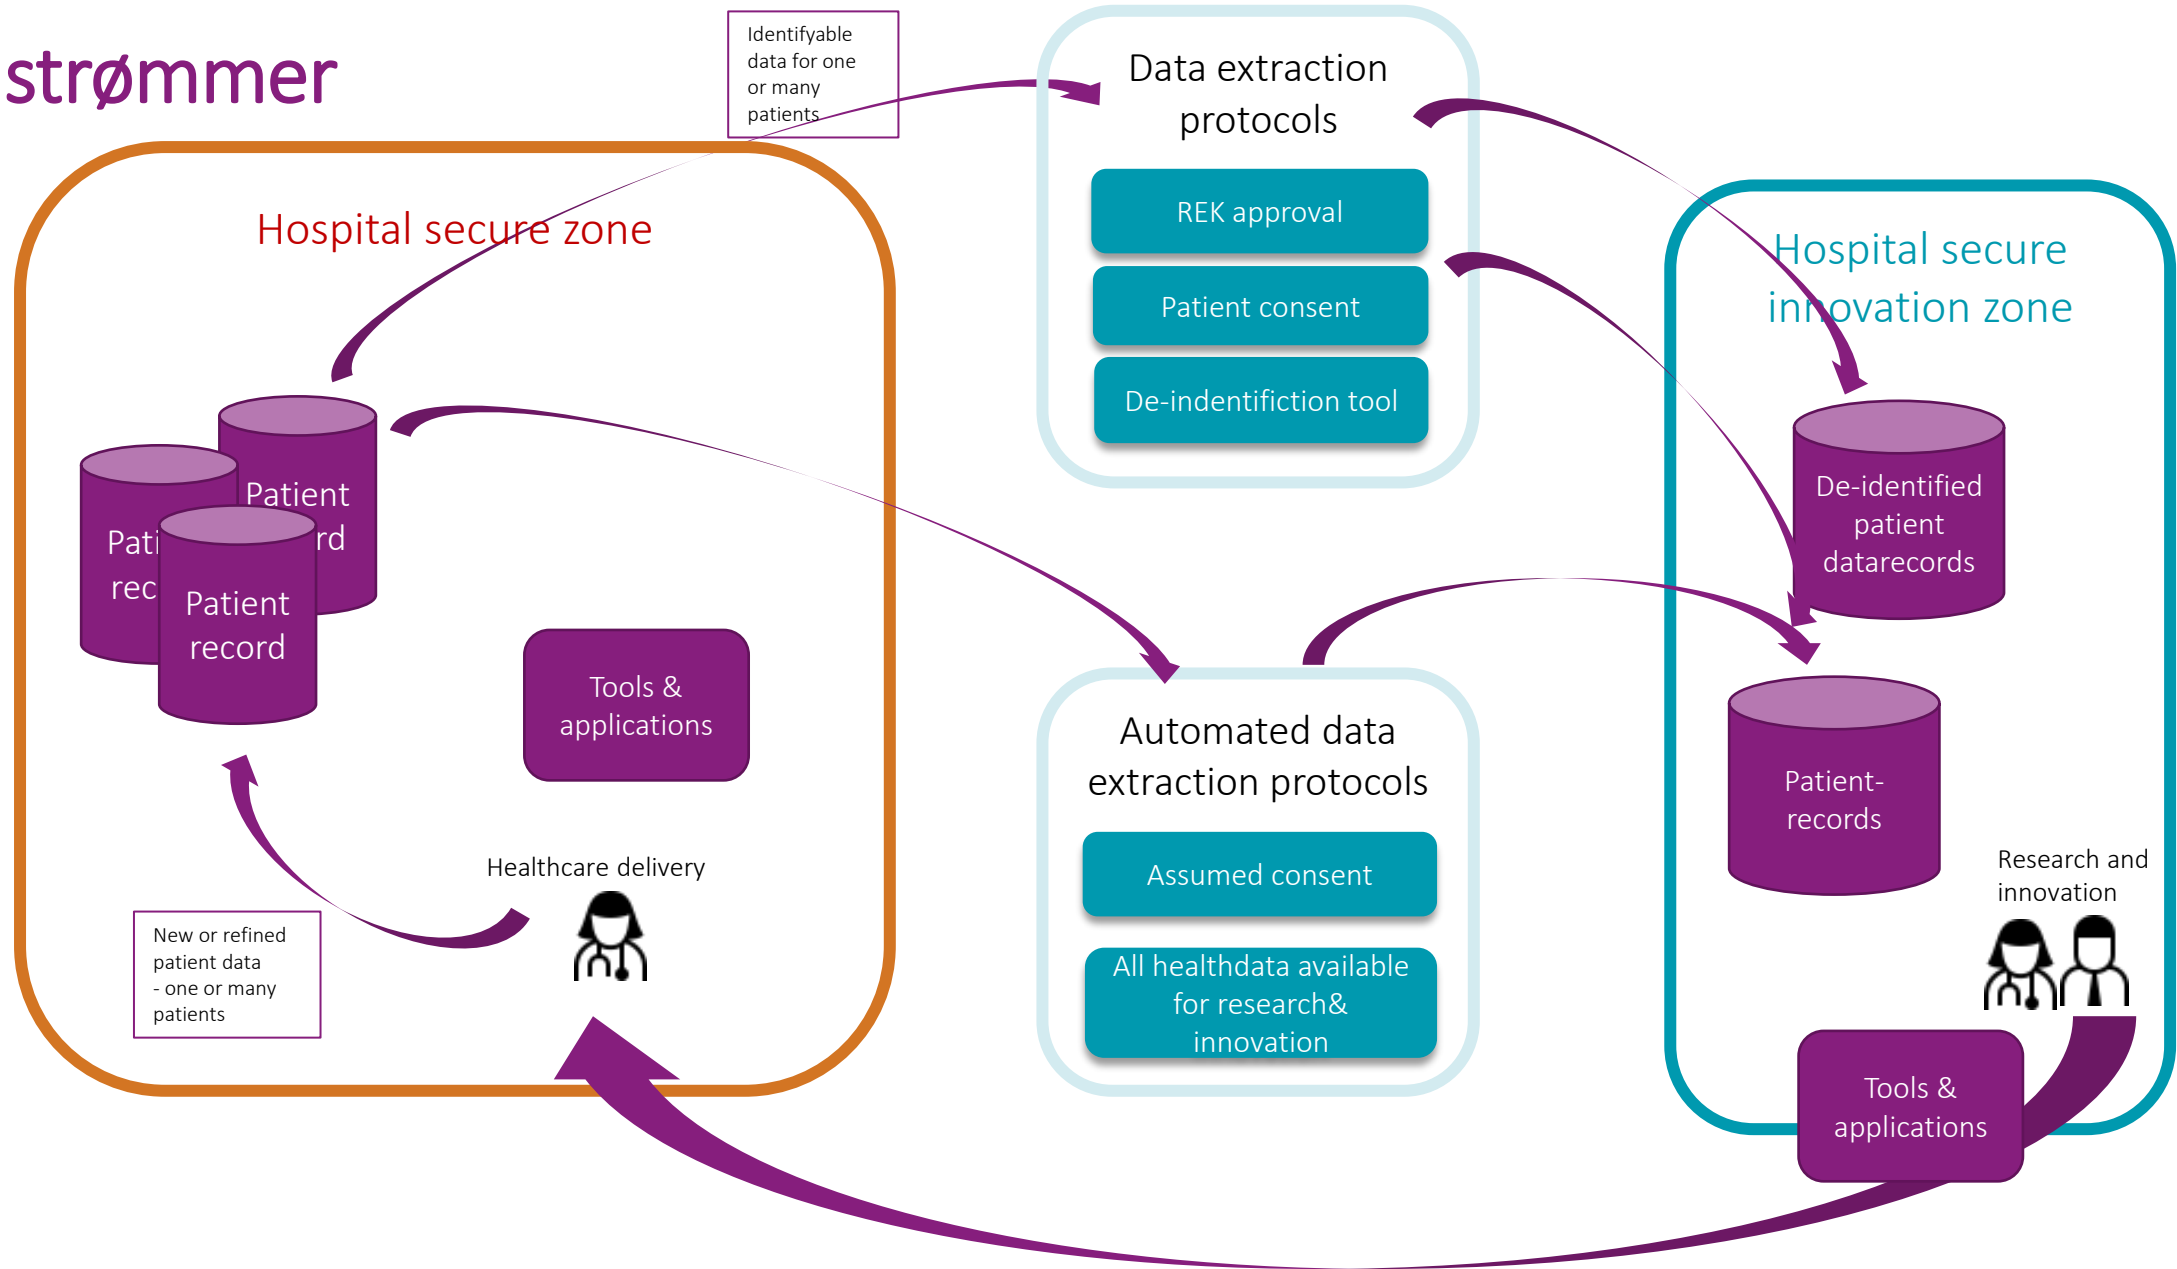 strømmer
Identifyable
data for one
or many
patients
Data extraction
protocols
REK approval
Patient consent
De-indentifiction tool
Hospital secure zone
Hospital secure
innovation zone
Patient
rd
Pati
rec
Patient
record
Tools &
applications
Healthcare delivery
New or refined
patient data
- one or many
patients
Automated data
extraction protocols
Assumed consent
All healthdata available
for research&
innovation
De-identified
patient
datarecords
Patient-
records
Research and
innovation
Tools &
applications